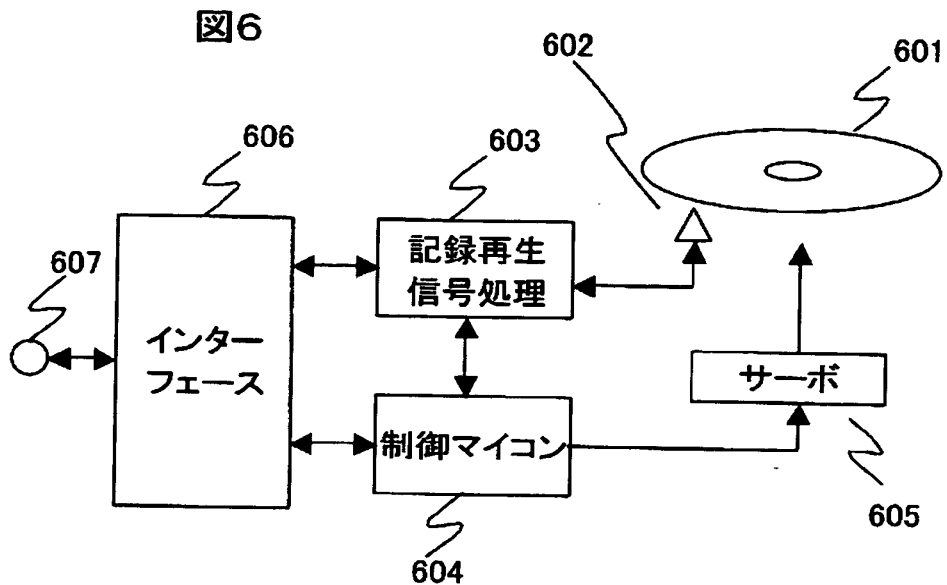 図6
602
601
606
603
607
記録再生
信号処理
インター
フェース
サーボ
制御マイコン
605
604